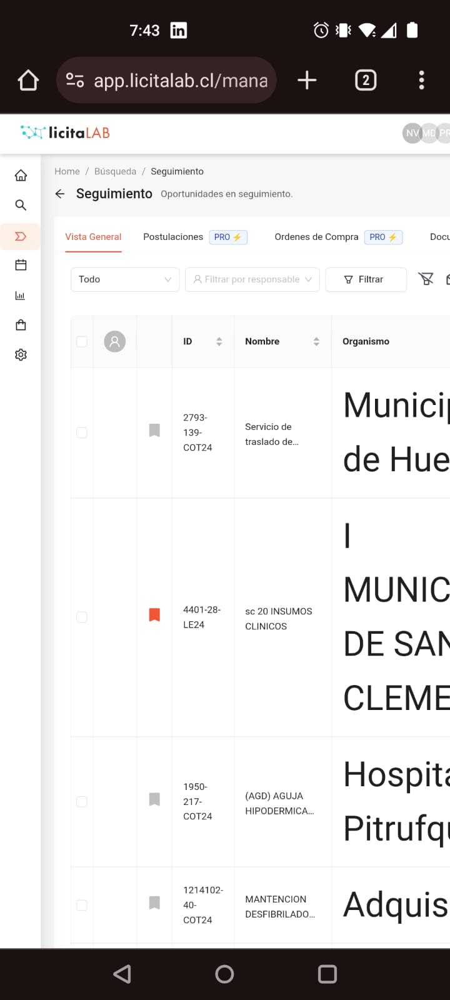 7:43 in
app.licitalab.cl/mana
2
licitaLAB
NV MD PR
Home / Búsqueda / Seguimiento
Seguimiento Oportunidades en seguimiento.
Vista General Postulaciones PRO⚡ Ordenes de Compra PRO⚡ Docu
Todo Filtrar por responsable Filtrar
ID Nombre Organismo
2793-
139-
COT24
Servicio de
traslado de...
Municip
de Hue
4401-28-
LE24
sc 20 INSUMOS
CLINICOS
I
MUNIC
DE SAN
CLEME
1950-
217-
COT24
(AGD) AGUJA
HIPODERMICA...
Hospita
Pitrufqu
1214102-
40-
COT24
MANTENCION
DESFIBRILADO...
Adquis